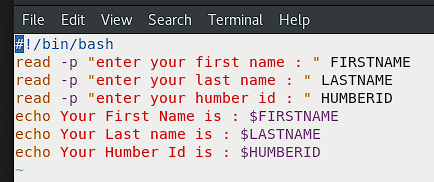 File Edit View Search Terminal Help
#!/bin/bash
read -p "enter your first name : " FIRSTNAME
read -p "enter your last name : " LASTNAME
read -p "enter your humber id : " HUMBERID
echo Your First Name is : $FIRSTNAME
echo Your Last name is : $LASTNAME
echo Your Humber Id is : $HUMBERID
~